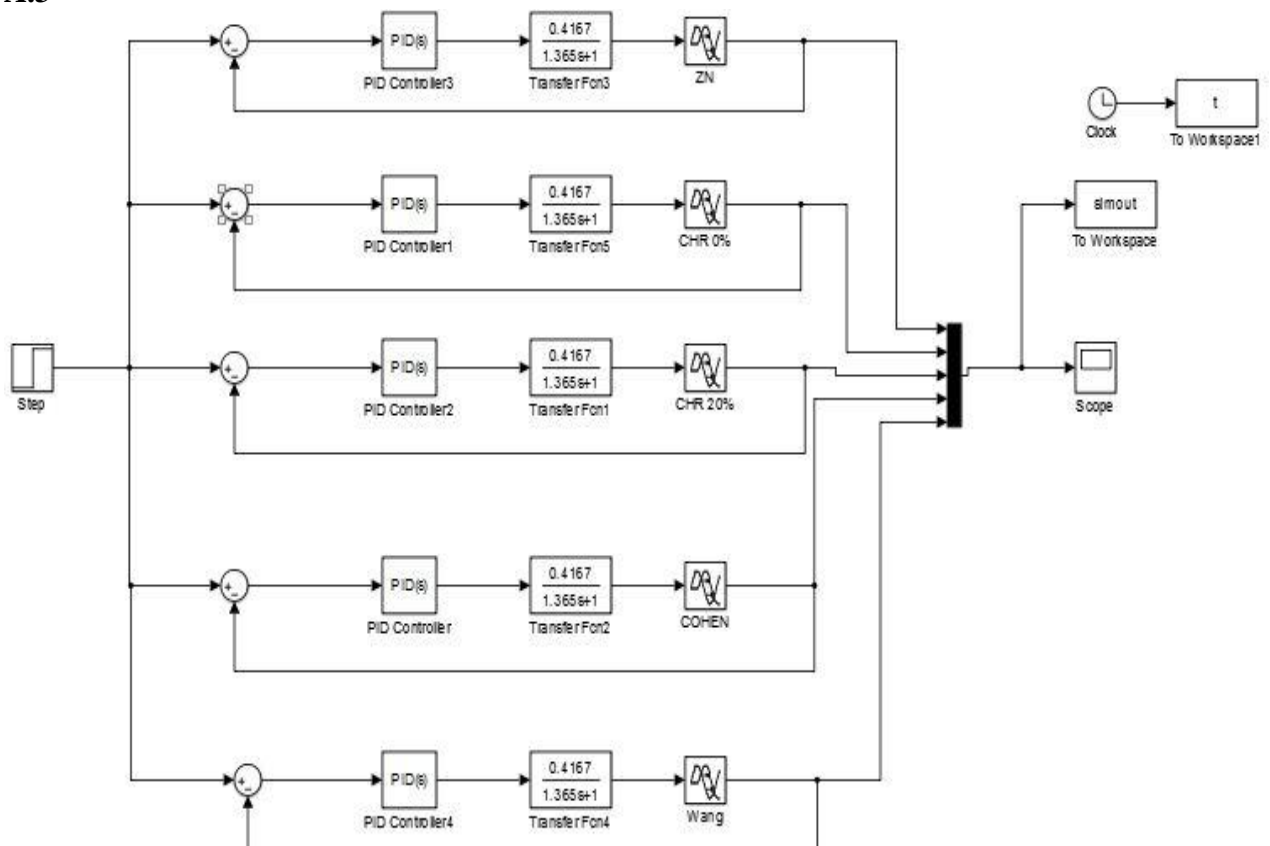 PID(s)
0.4167
1.365s+1
PID Controller3
Transfer Fcn3
ZN
t
Clock
To Workspace1
PID(s)
0.4167
1.365s+1
PID Controller1
Transfer Fcn5
CHR 0%
simout
To Workspace
Step
PID(s)
0.4167
1.365s+1
PID Controller2
Transfer Fcn1
CHR 20%
Scope
PID(s)
0.4167
1.365s+1
PID Controller
Transfer Fcn2
COHEN
PID(s)
0.4167
1.365s+1
PID Controller4
Transfer Fcn4
Wang